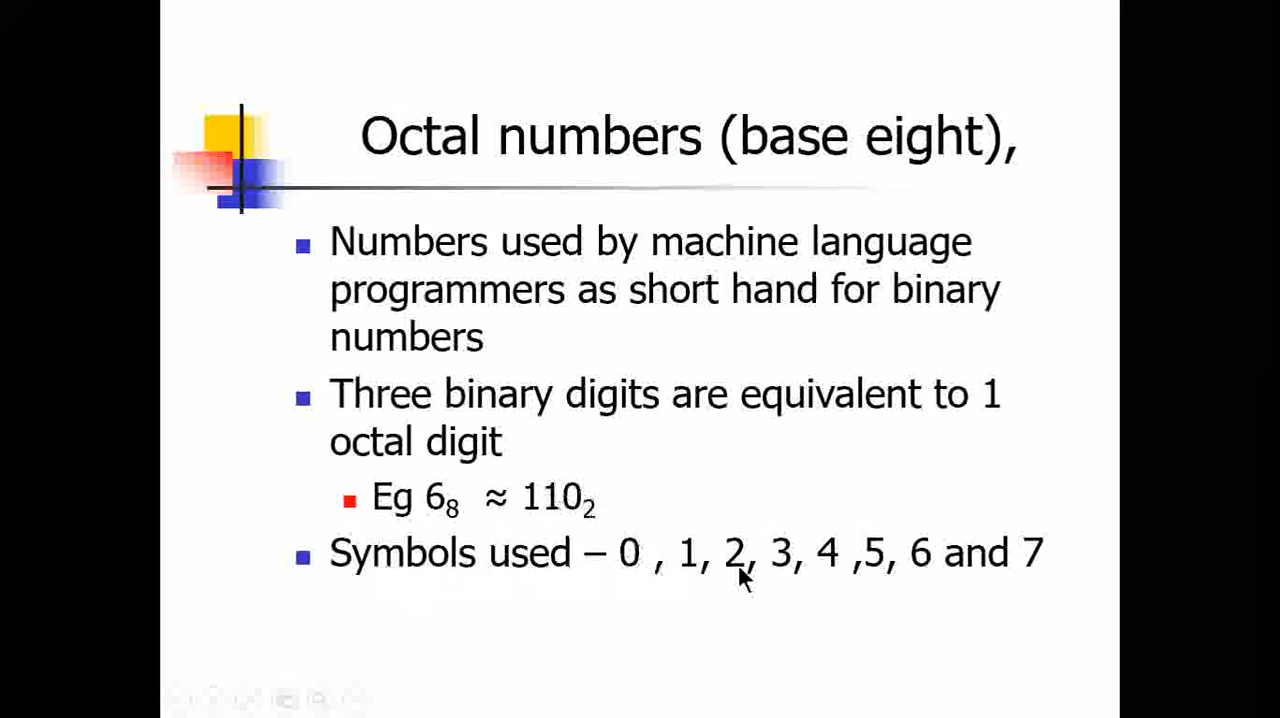 Octal numbers (base eight),
Numbers used by machine language
programmers as short hand for binary
numbers
Three binary digits are equivalent to 1
octal digit
Eg 6₈ ≈ 110₂
Symbols used – 0 , 1, 2, 3, 4 ,5, 6 and 7